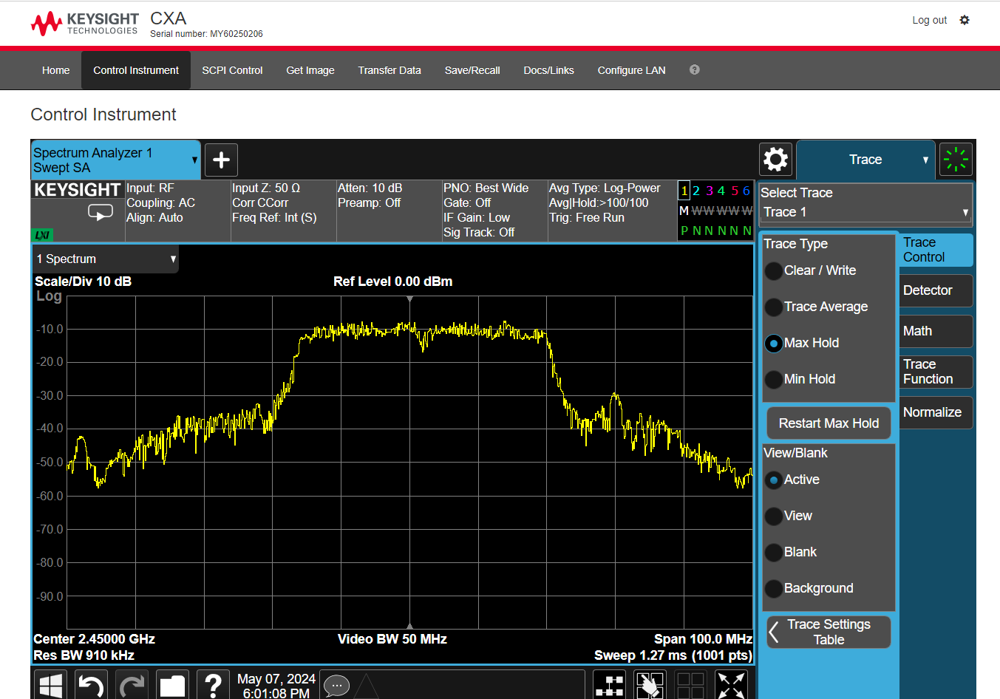 KEYSIGHT
TECHNOLOGIES
CXA
Serial number: MY60250206
Log out
Home
Control Instrument
SCPI Control
Get Image
Transfer Data
Save/Recall
Docs/Links
Configure LAN
?
Control Instrument
Spectrum Analyzer 1
Swept SA
Trace
KEYSIGHT
LXI
Input: RF
Coupling: AC
Align: Auto
Input Z: 50 Ω
Corr CCorr
Freq Ref: Int (S)
Atten: 10 dB
Preamp: Off
PNO: Best Wide
Gate: Off
IF Gain: Low
Sig Track: Off
Avg Type: Log-Power
Avg|Hold:>100/100
Trig: Free Run
1 2 3 4 5 6
M W W W W W
P N N N N N
Select Trace
Trace 1
1 Spectrum
Scale/Div 10 dB
Ref Level 0.00 dBm
Log
-10.0
-20.0
-30.0
-40.0
-50.0
-60.0
-70.0
-80.0
-90.0
Center 2.45000 GHz
Video BW 50 MHz
Span 100.0 MHz
Res BW 910 kHz
Sweep 1.27 ms (1001 pts)
Trace Type
Clear / Write
Trace Average
Max Hold
Min Hold
Restart Max Hold
View/Blank
Active
View
Blank
Background
Trace Settings
Table
Trace
Control
Detector
Math
Trace
Function
Normalize
?
May 07, 2024
6:01:08 PM